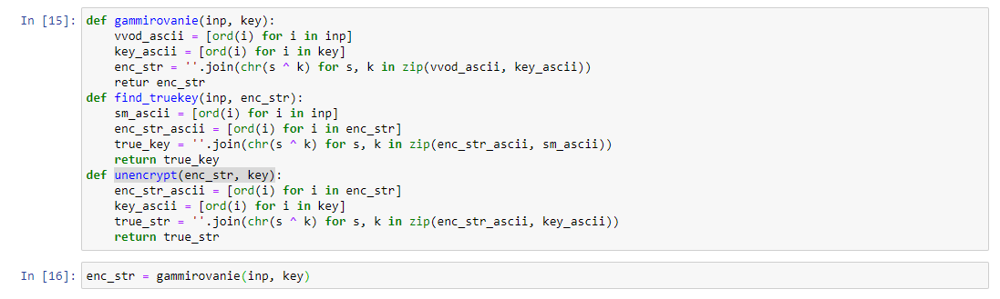 In [15]: def gammirovanie(inp, key):
    vvod_ascii = [ord(i) for i in inp]
    key_ascii = [ord(i) for i in key]
    enc_str = ''.join(chr(s ^ k) for s, k in zip(vvod_ascii, key_ascii))
    retur enc_str
def find_truekey(inp, enc_str):
    sm_ascii = [ord(i) for i in inp]
    enc_str_ascii = [ord(i) for i in enc_str]
    true_key = ''.join(chr(s ^ k) for s, k in zip(enc_str_ascii, sm_ascii))
    return true_key
def unencrypt(enc_str, key):
    enc_str_ascii = [ord(i) for i in enc_str]
    key_ascii = [ord(i) for i in key]
    true_str = ''.join(chr(s ^ k) for s, k in zip(enc_str_ascii, key_ascii))
    return true_str
In [16]: enc_str = gammirovanie(inp, key)